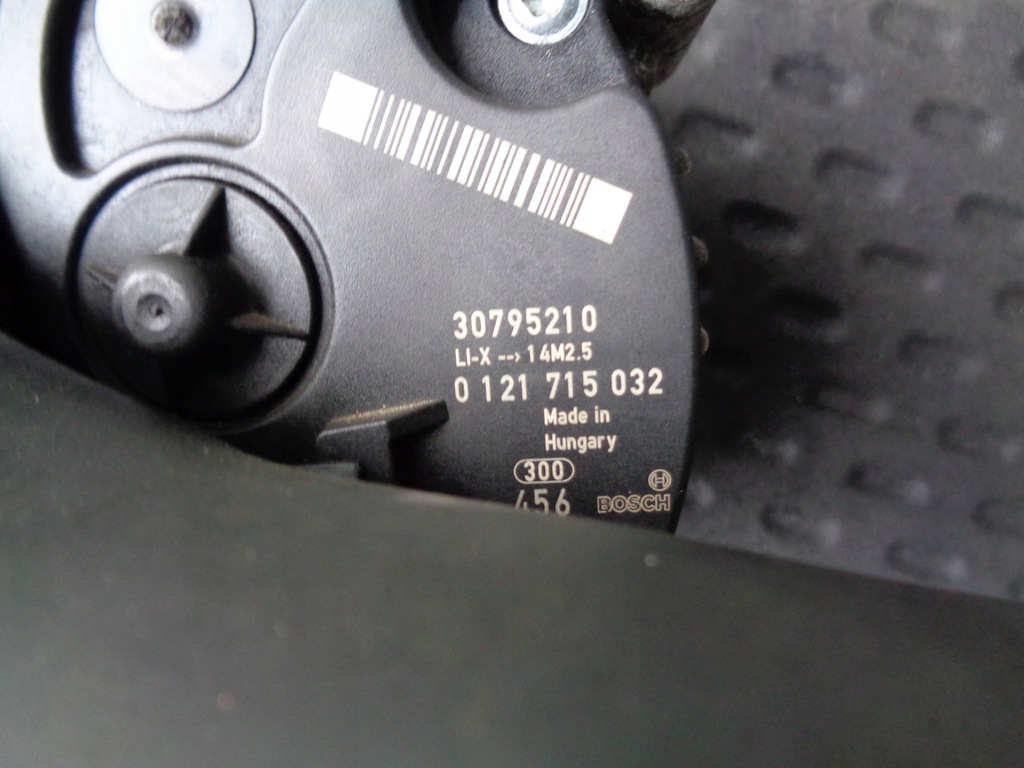 30795210
LI-X --> 14M2.5
0 121 715 032
Made in
Hungary
300
456
BOSCH